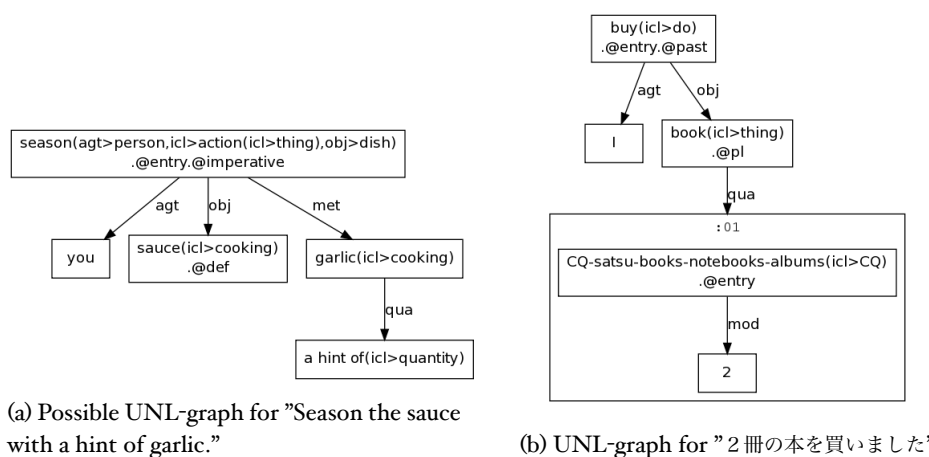 season(agt>person,icl>action(icl>thing),obj>dish)
.@entry.@imperative
agt
obj
met
you
sauce(icl>cooking)
.@def
garlic(icl>cooking)
qua
a hint of(icl>quantity)
(a) Possible UNL-graph for ”Season the sauce
with a hint of garlic.”
buy(icl>do)
.@entry.@past
agt
obj
I
book(icl>thing)
.@pl
qua
:01
CQ-satsu-books-notebooks-albums(icl>CQ)
.@entry
mod
2
(b) UNL-graph for ”２冊の本を買いました”